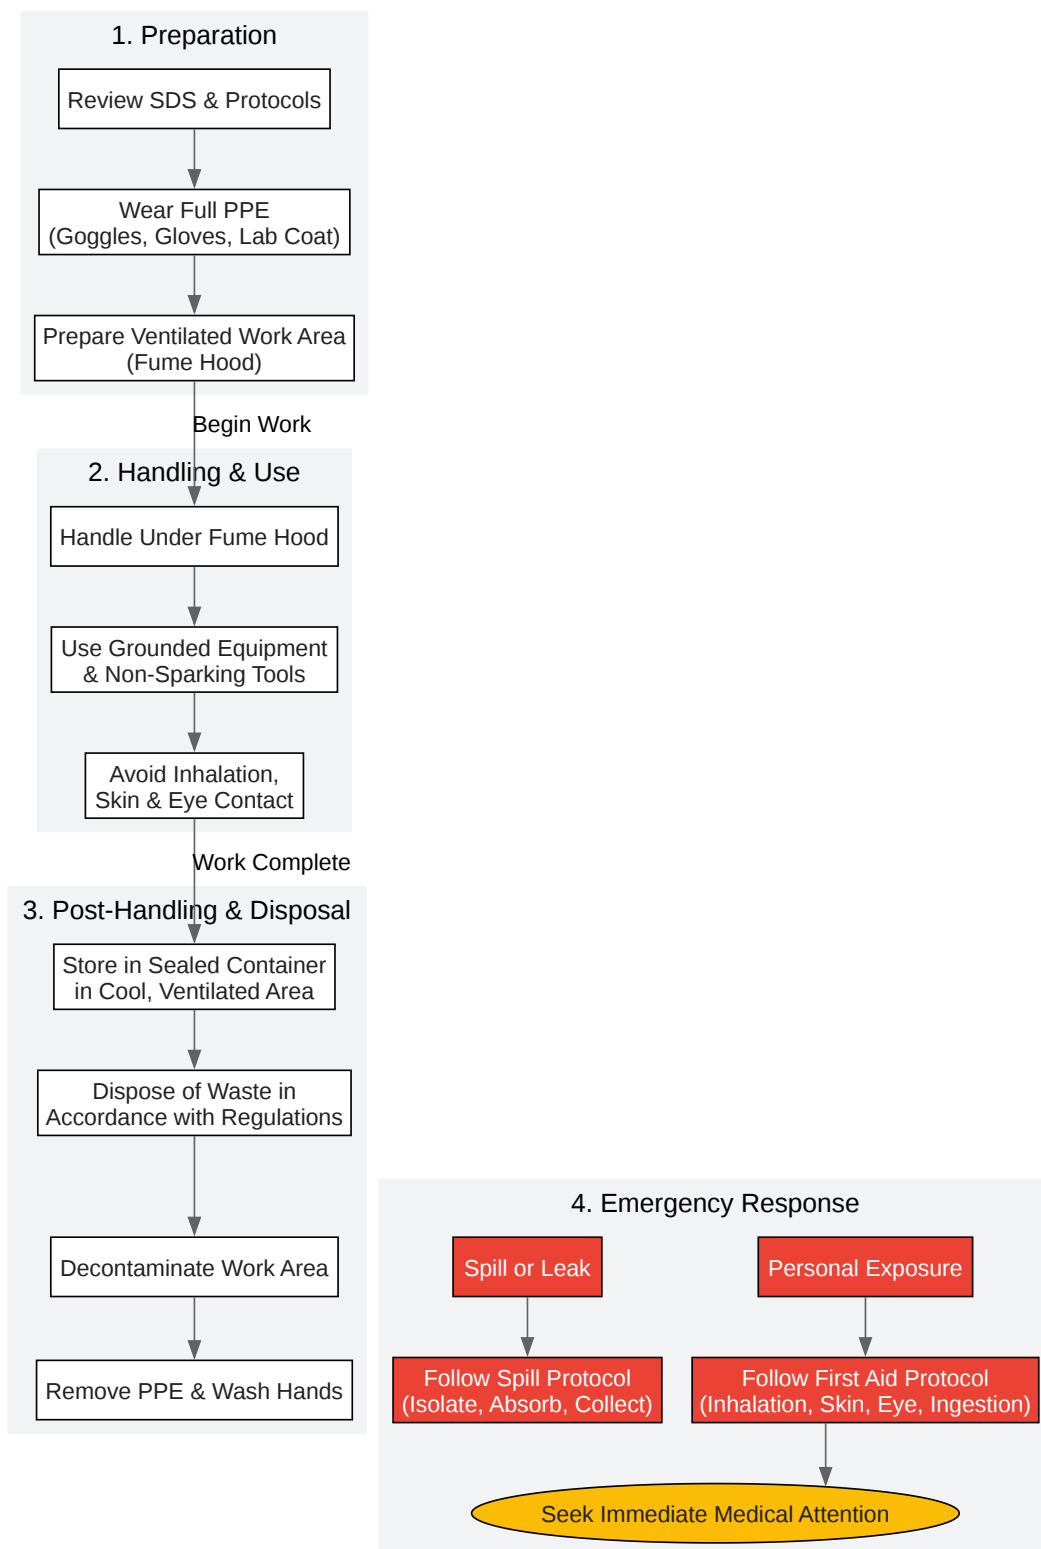 1. Preparation
Review SDS & Protocols
Wear Full PPE
(Goggles, Gloves, Lab Coat)
Prepare Ventilated Work Area
(Fume Hood)
Begin Work
2. Handling & Use
Handle Under Fume Hood
Use Grounded Equipment
& Non-Sparking Tools
Avoid Inhalation,
Skin & Eye Contact
Work Complete
3. Post-Handling & Disposal
Store in Sealed Container
in Cool, Ventilated Area
Dispose of Waste in
Accordance with Regulations
Decontaminate Work Area
Remove PPE & Wash Hands
4. Emergency Response
Spill or Leak
Follow Spill Protocol
(Isolate, Absorb, Collect)
Personal Exposure
Follow First Aid Protocol
(Inhalation, Skin, Eye, Ingestion)
Seek Immediate Medical Attention